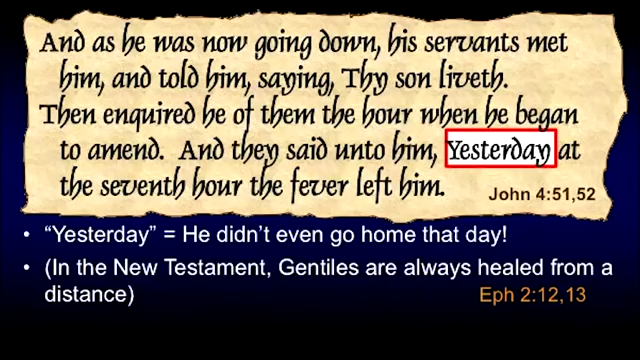 And as he was now going down, his servants met
him, and told him, saying, Thy son liveth.
Then enquired he of them the hour when he began
to amend. And they said unto him, Yesterday at
the seventh hour the fever left him.
John 4:51,52
• “Yesterday” = He didn’t even go home that day!
• (In the New Testament, Gentiles are always healed from a
distance)
Eph 2:12,13